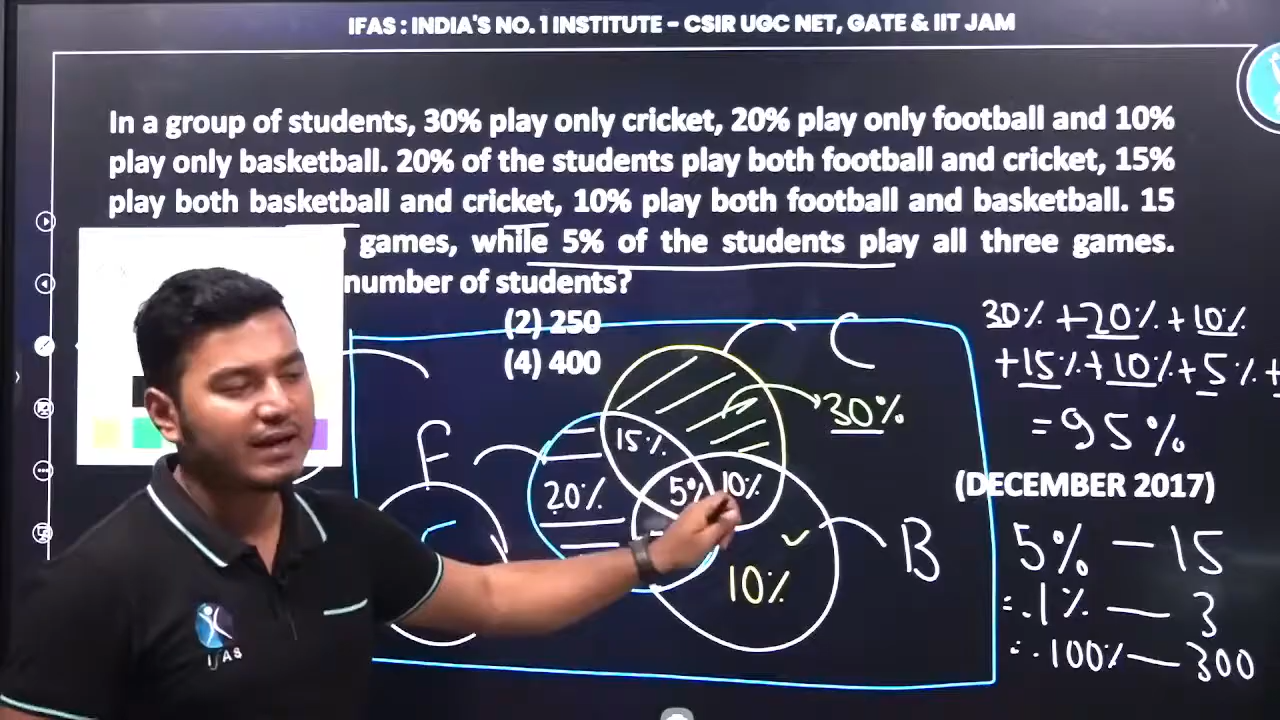 IFAS : INDIA'S NO. 1 INSTITUTE – CSIR UGC NET, GATE & IIT JAM
In a group of students, 30% play only cricket, 20% play only football and 10%
play only basketball. 20% of the students play both football and cricket, 15%
play both basketball and cricket, 10% play both football and basketball. 15
games, while 5% of the students play all three games.
number of students?
(2) 250
(4) 400
30% + 20% + 10%
+ 15% + 10% + 5% +
= 95%
(DECEMBER 2017)
5% — 15
∴ 1% — 3
∴ 100% — 300
C
30%
F
15%
20%
5%
10%
B
10%
IFAS